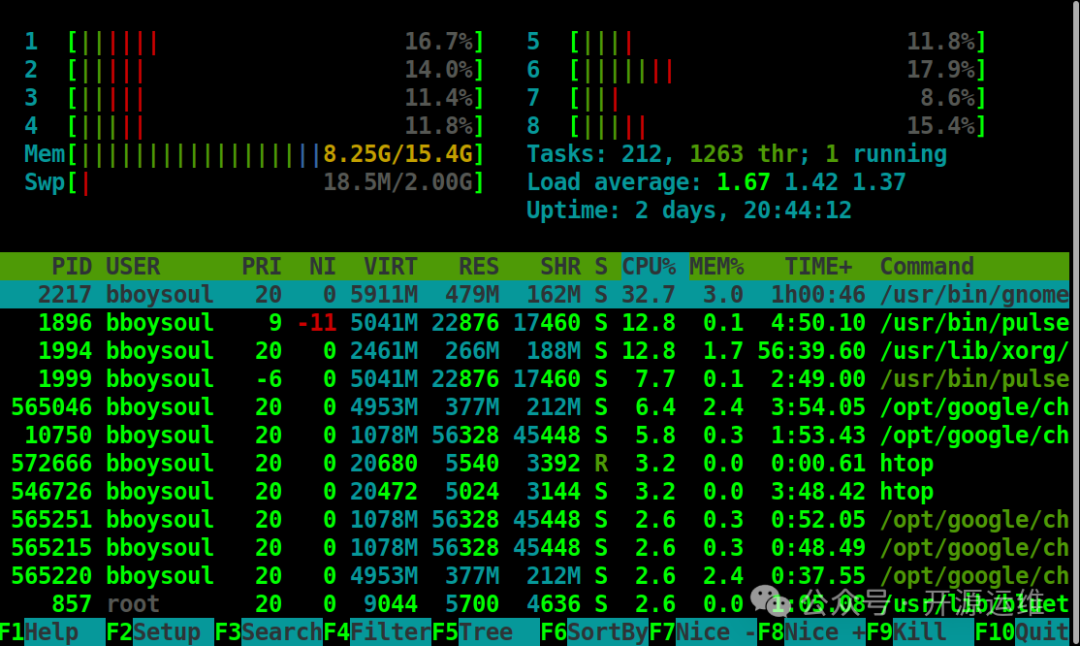 1 [||||||16.7%] 5 [||||11.8%]
2 [|||||14.0%] 6 [|||||||17.9%]
3 [|||||11.4%] 7 [|||8.6%]
4 [|||||11.8%] 8 [|||||15.4%]
Mem[||||||||||||||||||8.25G/15.4G] Tasks: 212, 1263 thr; 1 running
Swp[|18.5M/2.00G] Load average: 1.67 1.42 1.37
Uptime: 2 days, 20:44:12
PID USER PRI NI VIRT RES SHR S CPU% MEM% TIME+ Command
2217 bboysoul 20 0 5911M 479M 162M S 32.7 3.0 1h00:46 /usr/bin/gnome
1896 bboysoul 9 -11 5041M 22876 17460 S 12.8 0.1 4:50.10 /usr/bin/pulse
1994 bboysoul 20 0 2461M 266M 188M S 12.8 1.7 56:39.60 /usr/lib/xorg/
1999 bboysoul -6 0 5041M 22876 17460 S 7.7 0.1 2:49.00 /usr/bin/pulse
565046 bboysoul 20 0 4953M 377M 212M S 6.4 2.4 3:54.05 /opt/google/ch
10750 bboysoul 20 0 1078M 56328 45448 S 5.8 0.3 1:53.43 /opt/google/ch
572666 bboysoul 20 0 20680 5540 3392 R 3.2 0.0 0:00.61 htop
546726 bboysoul 20 0 20472 5024 3144 S 3.2 0.0 3:48.42 htop
565251 bboysoul 20 0 1078M 56328 45448 S 2.6 0.3 0:52.05 /opt/google/ch
565215 bboysoul 20 0 1078M 56328 45448 S 2.6 0.3 0:48.49 /opt/google/ch
565220 bboysoul 20 0 4953M 377M 212M S 2.6 2.4 0:37.55 /opt/google/ch
857 root 20 0 9044 5700 4636 S 2.6 0.0 1:05.08 /usr/lib/bluet
公众号 · 开源运维
F1Help F2Setup F3SearchF4FilterF5Tree F6SortByF7Nice -F8Nice +F9Kill F10Quit